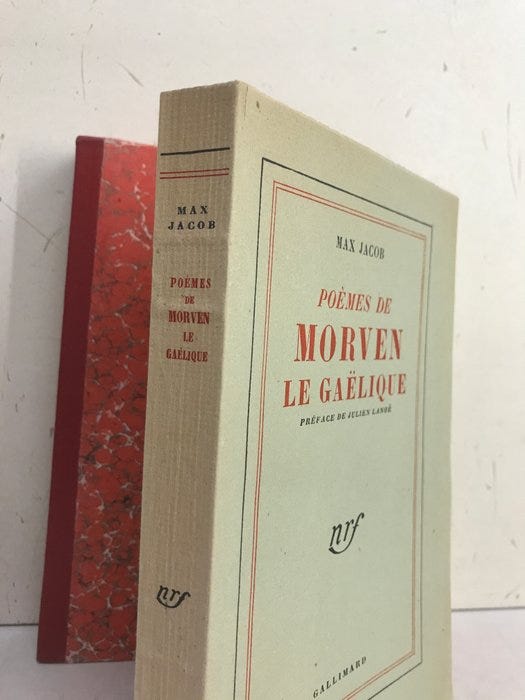 MAX
JACOB
POÈMES
DE
MORVEN
LE
GAËLIQUE
nrf
MAX JACOB
POÈMES DE
MORVEN
LE GAËLIQUE
PRÉFACE DE JULIEN LANOË
nrf
GALLIMARD